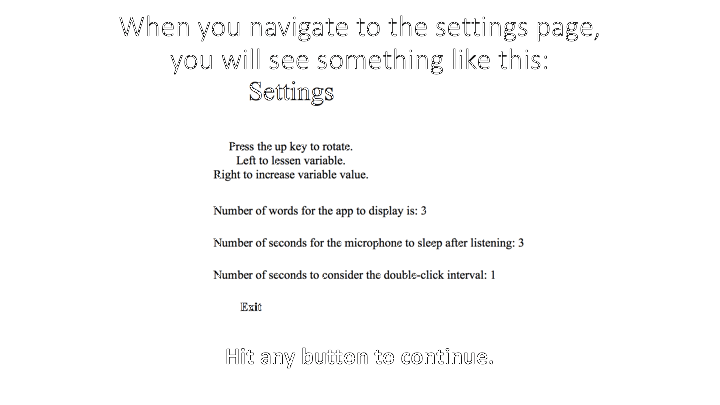 When you navigate to the settings page,
you will see something like this:
Settings
Press the up key to rotate.
Left to lessen variable.
Right to increase variable value.
Number of words for the app to display is: 3
Number of seconds for the microphone to sleep after listening: 3
Number of seconds to consider the double-click interval: 1
Exit
Hit any button to continue.